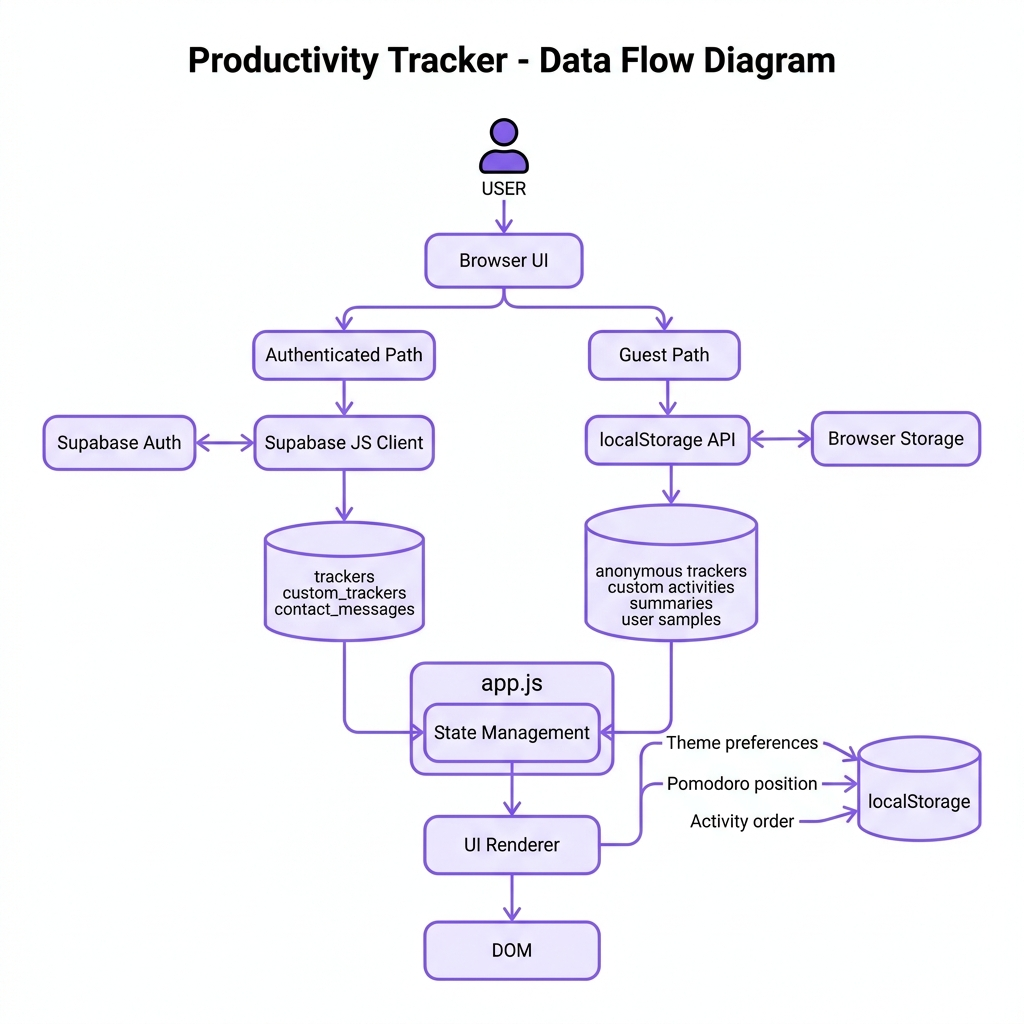 Productivity Tracker - Data Flow Diagram
USER
Browser UI
Authenticated Path
Guest Path
Supabase Auth
Supabase JS Client
localStorage API
Browser Storage
trackers
custom_trackers
contact_messages
anonymous trackers
custom activities
summaries
user samples
app.js
State Management
Theme preferences
Pomodoro position
Activity order
localStorage
UI Renderer
DOM